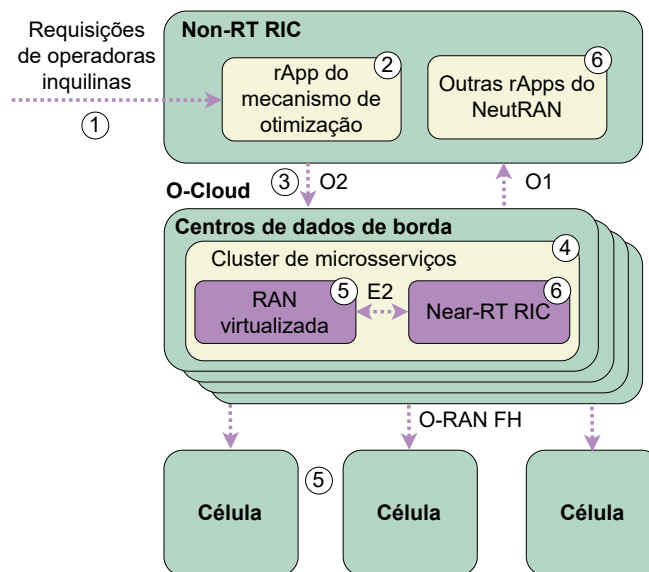 Requisições
de operadoras
inquilinas
1
Non-RT RIC
rApp do
mecanismo de
otimização
2
Outras rApps do
NeutRAN
6
3
O2
O1
O-Cloud
Centros de dados de borda
4
Cluster de microsserviços
RAN
virtualizada
5
E2
Near-RT RIC
6
O-RAN FH
Célula
5
Célula
Célula